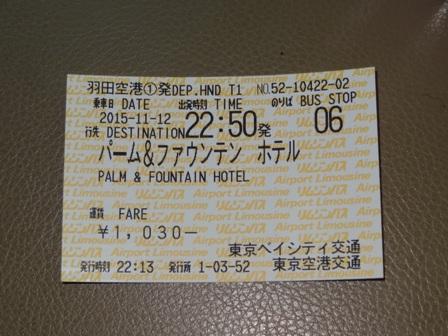 羽田空港①発DEP.HND T1 NO.52-10422-02
乗車日 DATE 出発時刻 TIME のりば BUS STOP
2015-11-12 22:50発 06
行先 DESTINATION
パーム&ファウンテン ホテル
PALM & FOUNTAIN HOTEL
運賃 FARE
¥1,030−
東京ベイシティ交通
発行時刻 22:13 発行所 1-03-52 東京空港交通